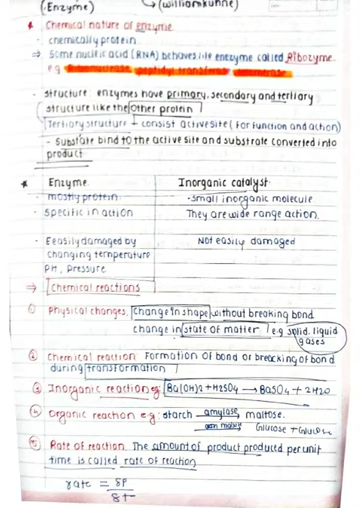 (Enzyme) (williamkuhne)
* Chemical nature of enzyme
- chemically protein
⇒ Some nucleic acid (RNA) behaves like enzyme called Ribozyme
e.g peptidyl transferase
- structure: enzymes have primary, secondary and tertiary
structure like the other protein
Tertiary structure - consist active site (for function and action)
- Substrate bind to the active site and substrate converted into
product
* Enzyme Inorganic catalyst
- mostly protein -small inorganic molecule
- Specific in action They are wide range action.
- Eeasily damaged by Not easily damaged
changing temperature
PH, Pressure
⇒ Chemical reactions
① Physical changes. Change in shape without breaking bond
change in state of matter e.g solid, liquid
gases
② Chemical reaction Formation of bond or breaking of bond
during transformation
③ Inorganic reaction eg. Ba(OH)2 + H2SO4 → BaSO4 + 2H2O
④ Organic reaction e.g: starch amylase maltose.
Glucose + Glucose
⑤ Rate of reaction. The amount of product produced per unit
time is called rate of reaction
rate = δP
δt